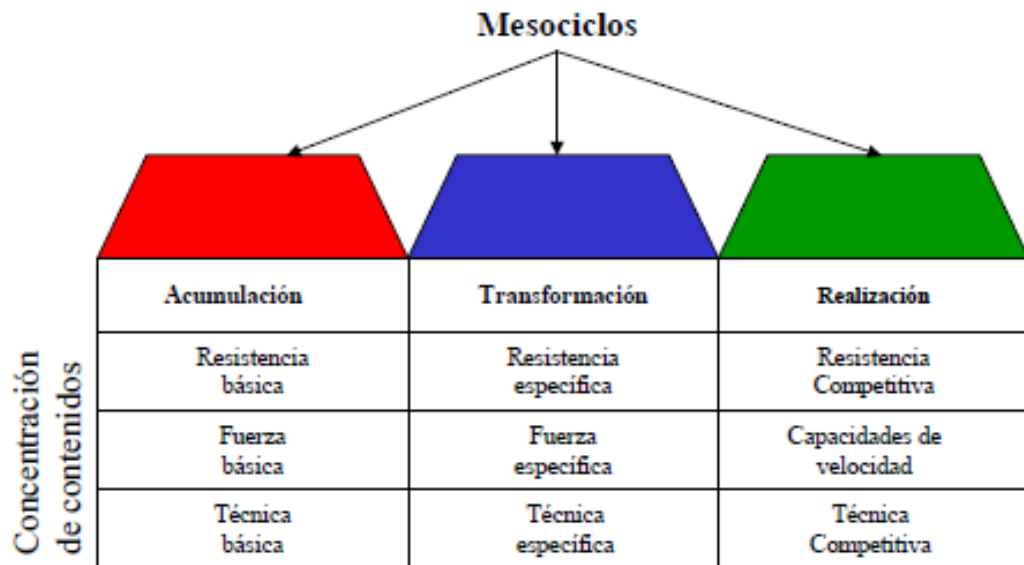 Mesociclos
Acumulación
Transformación
Realización
Concentración
de contenidos
Resistencia
básica
Resistencia
específica
Resistencia
Competitiva
Fuerza
básica
Fuerza
específica
Capacidades de
velocidad
Técnica
básica
Técnica
específica
Técnica
Competitiva